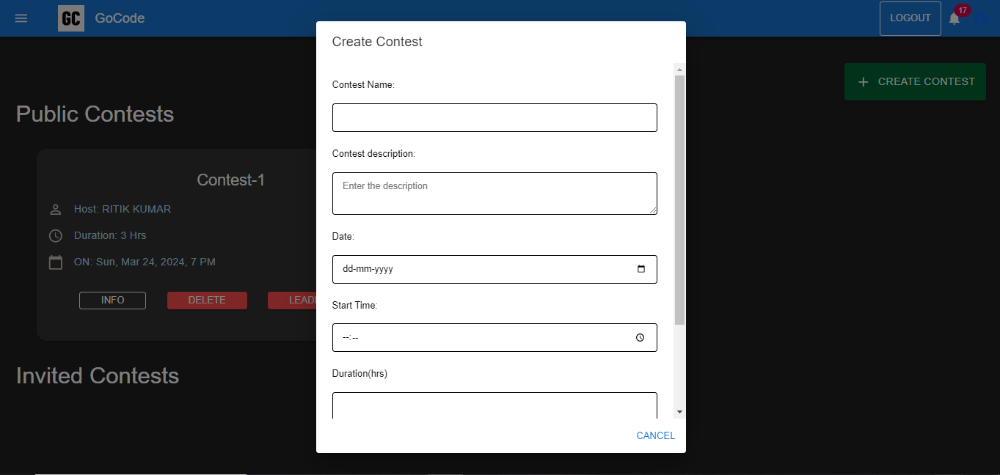 GC GoCode
LOGOUT
17
CREATE CONTEST
Public Contests
Contest-1
Host: RITIK KUMAR
Duration: 3 Hrs
ON: Sun, Mar 24, 2024, 7 PM
INFO DELETE LEAD
Invited Contests
Create Contest
Contest Name:
Contest description:
Enter the description
Date:
dd-mm-yyyy
Start Time:
--:--
Duration(hrs)
CANCEL